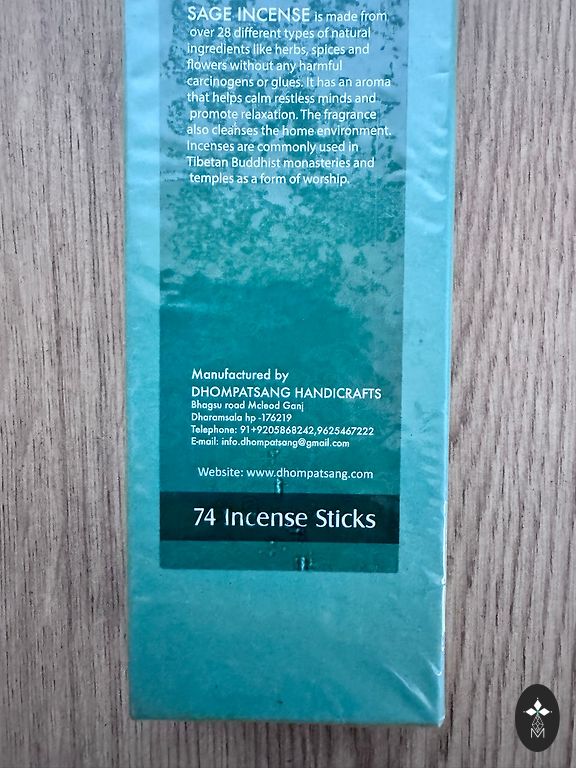 SAGE INCENSE is made from
over 28 different types of natural
ingredients like herbs, spices and
flowers without any harmful
carcinogens or glues. It has an aroma
that helps calm restless minds and
promote relaxation. The fragrance
also cleanses the home environment.
Incenses are commonly used in
Tibetan Buddhist monasteries and
temples as a form of worship.
Manufactured by
DHOMPATSANG HANDICRAFTS
Bhagsu road Mcleod Ganj
Dharamsala hp -176219
Telephone: 91+9205868242,9625467222
E-mail: info.dhompatsang@gmail.com
Website: www.dhompatsang.com
74 Incense Sticks